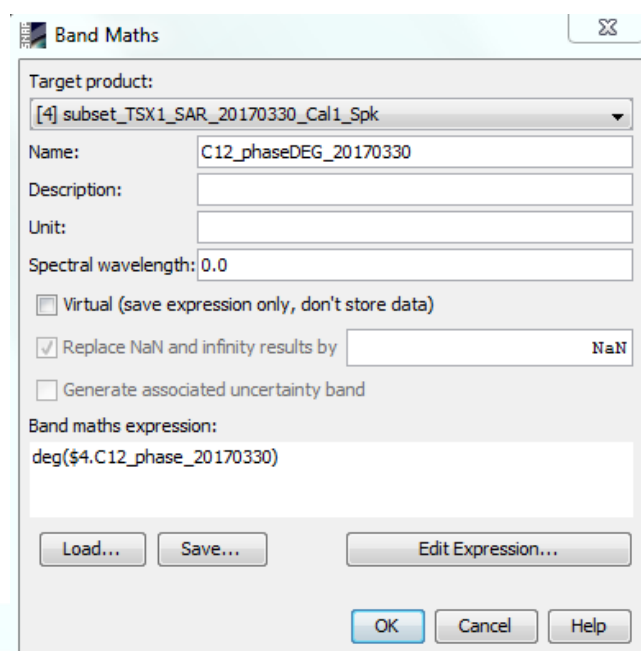 Band Maths
Target product:
[4] subset_TSX1_SAR_20170330_Cal1_Spk
Name: C12_phaseDEG_20170330
Description:
Unit:
Spectral wavelength: 0.0
Virtual (save expression only, don't store data)
Replace NaN and infinity results by NaN
Generate associated uncertainty band
Band maths expression:
deg($4.C12_phase_20170330)
Load... Save... Edit Expression...
OK Cancel Help